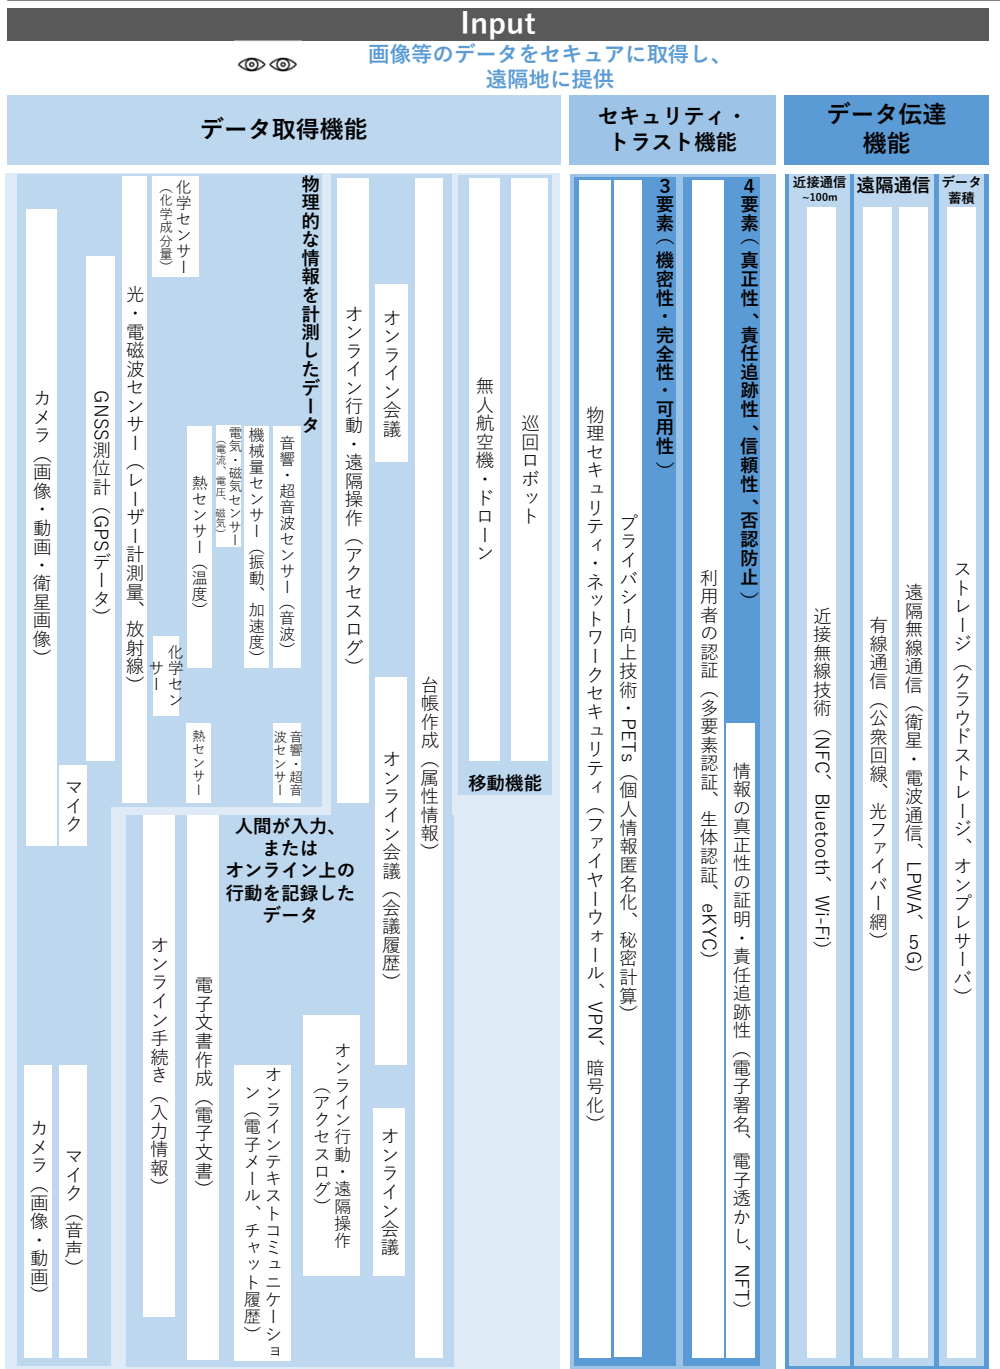 Input
画像等のデータをセキュアに取得し、
遠隔地に提供
データ取得機能
セキュリティ・
トラスト機能
データ伝達
機能
カメラ（画像・動画・衛星画像）
マイク
GNSS測位計（GPSデータ）
光・電磁波センサー（レーザー計測量、放射線）
化学センサー
（化学成分量）
化学セン
サー
熱センサー（温度）
熱センサー
電気・磁気センサー
（電流、電圧、磁気）
機械量センサー（振動、加速度）
音響・超音波センサー（音波）
音響・超音
波センサー
物理的な情報を計測したデータ
オンライン行動・遠隔操作（アクセスログ）
オンライン会議
オンライン会議（会議履歴）
オンライン会議
台帳作成（属性情報）
無人航空機・ドローン
巡回ロボット
移動機能
人間が入力、
または
オンライン上の
行動を記録した
データ
カメラ（画像・動画）
マイク（音声）
オンライン手続き（入力情報）
電子文書作成（電子文書）
オンラインテキストコミュニケーショ
ン（電子メール、チャット履歴）
オンライン行動・遠隔操作
（アクセスログ）
3要素（機密性・完全性・可用性）
物理セキュリティ・ネットワークセキュリティ（ファイヤーウォール、VPN、暗号化）
プライバシー向上技術・PETs（個人情報匿名化、秘密計算）
4要素（真正性、責任追跡性、信頼性、否認防止）
利用者の認証（多要素認証、生体認証、eKYC）
情報の真正性の証明・責任追跡性（電子署名、電子透かし、NFT）
近接通信
~100m
近接無線技術（NFC、Bluetooth、Wi-Fi）
遠隔通信
有線通信（公衆回線、光ファイバー網）
遠隔無線通信（衛星・電波通信、LPWA、5G）
データ
蓄積
ストレージ（クラウドストレージ、オンプレサーバ）